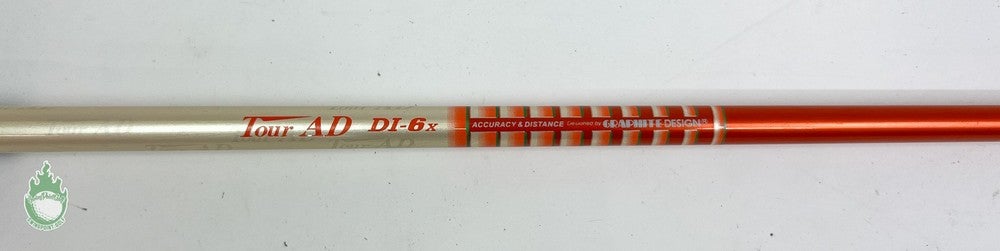 TOUR AD DI-6x
ACCURACY & DISTANCE Designed by GRAPHITE DESIGN®